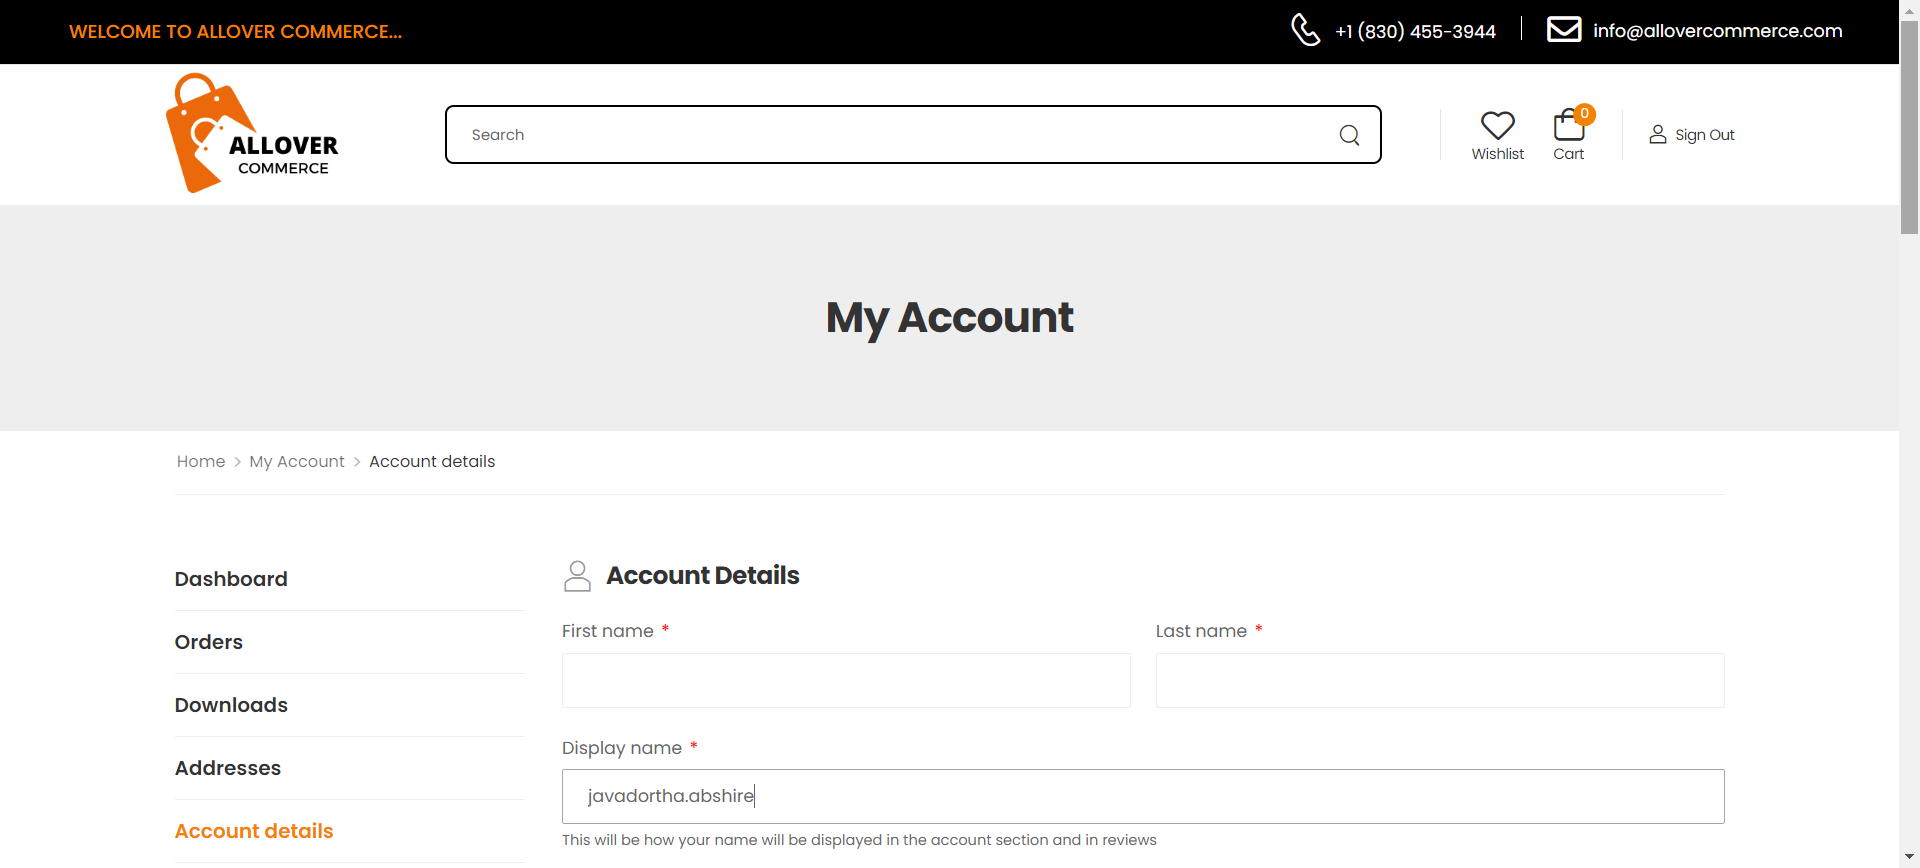 WELCOME TO ALLOVER COMMERCE...
+1 (830) 455-3944
info@allovercommerce.com
ALLOVER
COMMERCE
Search
Wishlist
0
Cart
Sign Out
My Account
Home > My Account > Account details
Dashboard
Orders
Downloads
Addresses
Account details
Account Details
First name *
Last name *
Display name *
javadortha.abshire
This will be how your name will be displayed in the account section and in reviews